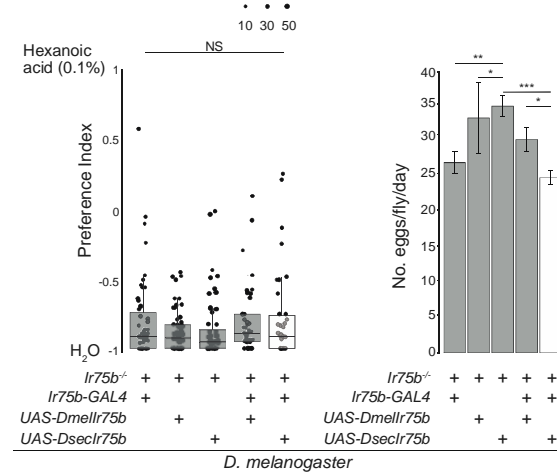 10 30 50
Hexanoic
acid (0.1%)
NS
1
0.5
0
-0.5
-1
Preference Index
H2O
Ir75b-/- + + + + +
Ir75b-GAL4 + + +
UAS-DmelIr75b + +
UAS-DsecIr75b + +
** 
*
***
*
40
35
30
25
20
15
10
5
0
No. eggs/fly/day
Ir75b-/- + + + + +
Ir75b-GAL4 + + +
UAS-DmelIr75b + +
UAS-DsecIr75b + +
D. melanogaster